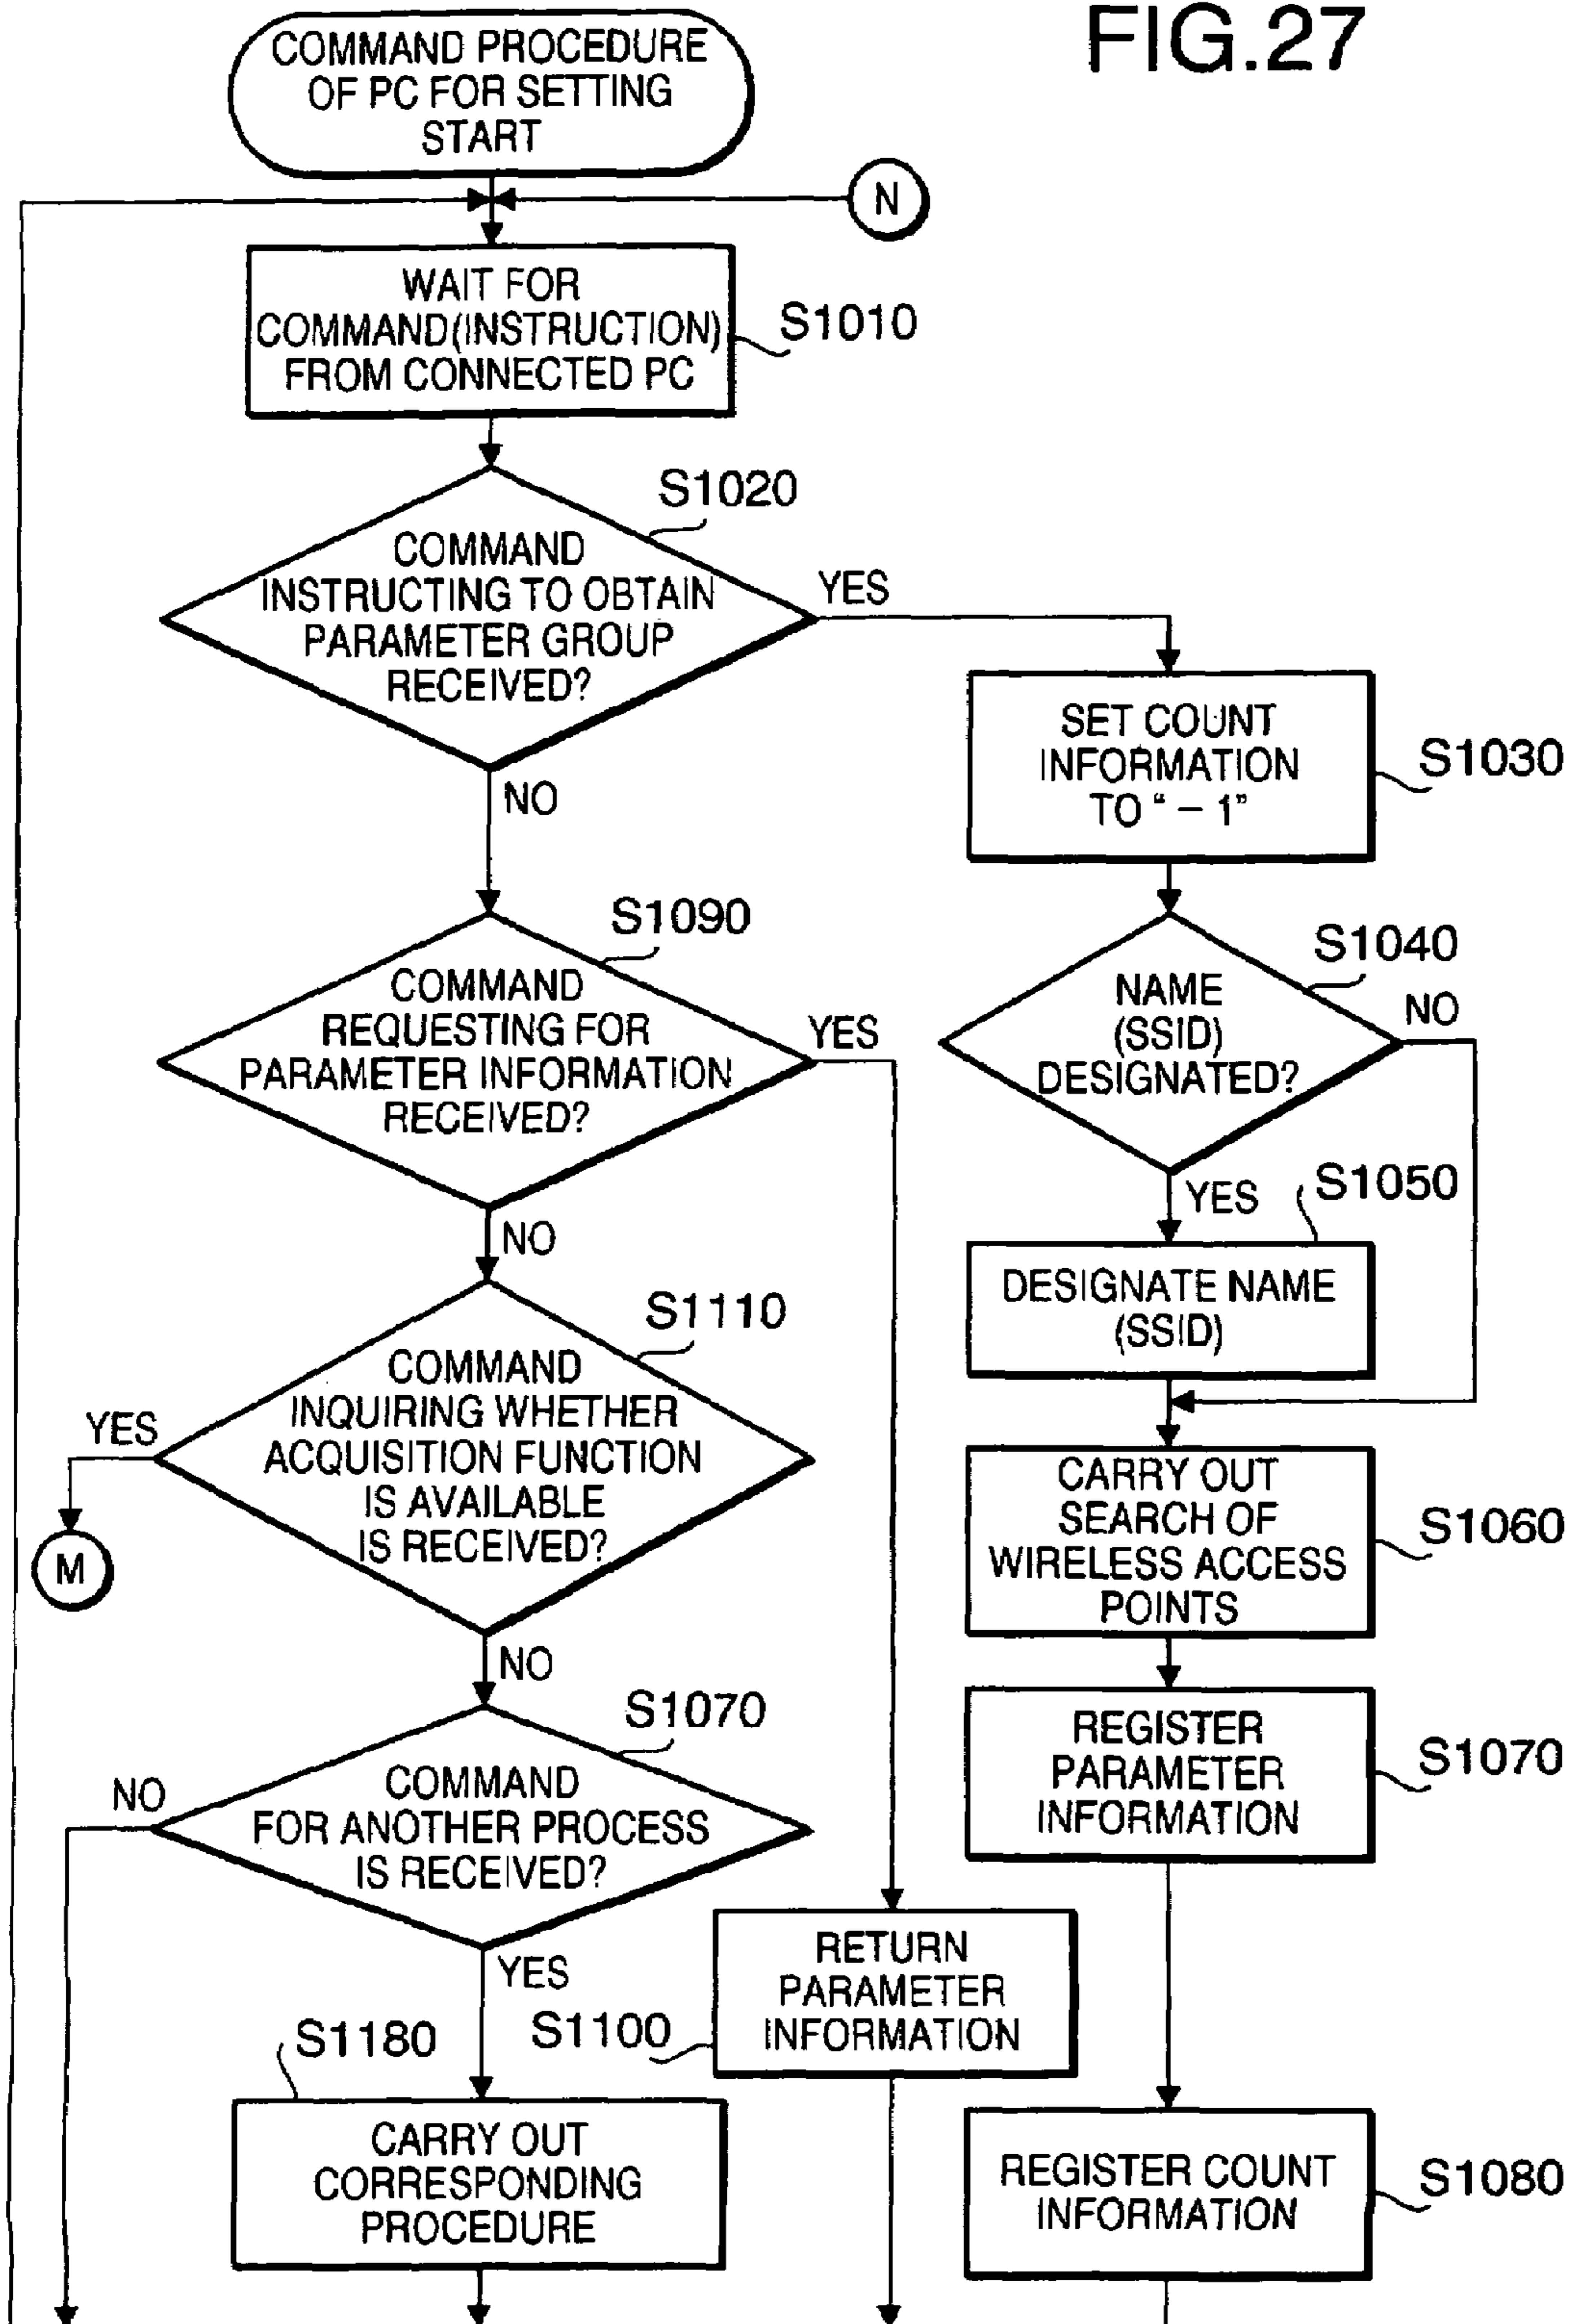 FIG.27
COMMAND PROCEDURE
OF PC FOR SETTING
START
N
WAIT FOR
COMMAND(INSTRUCTION)
FROM CONNECTED PC
S1010
S1020
COMMAND
INSTRUCTING TO OBTAIN
PARAMETER GROUP
RECEIVED?
YES
NO
SET COUNT
INFORMATION
TO “ – 1”
S1030
S1090
COMMAND
REQUESTING FOR
PARAMETER INFORMATION
RECEIVED?
YES
NO
S1040
NAME
(SSID)
DESIGNATED?
NO
YES
S1050
DESIGNATE NAME
(SSID)
S1110
COMMAND
INQUIRING WHETHER
ACQUISITION FUNCTION
IS AVAILABLE
IS RECEIVED?
YES
M
NO
CARRY OUT
SEARCH OF
WIRELESS ACCESS
POINTS
S1060
S1070
COMMAND
FOR ANOTHER PROCESS
IS RECEIVED?
NO
YES
REGISTER
PARAMETER
INFORMATION
S1070
RETURN
PARAMETER
INFORMATION
S1100
S1180
CARRY OUT
CORRESPONDING
PROCEDURE
REGISTER COUNT
INFORMATION
S1080